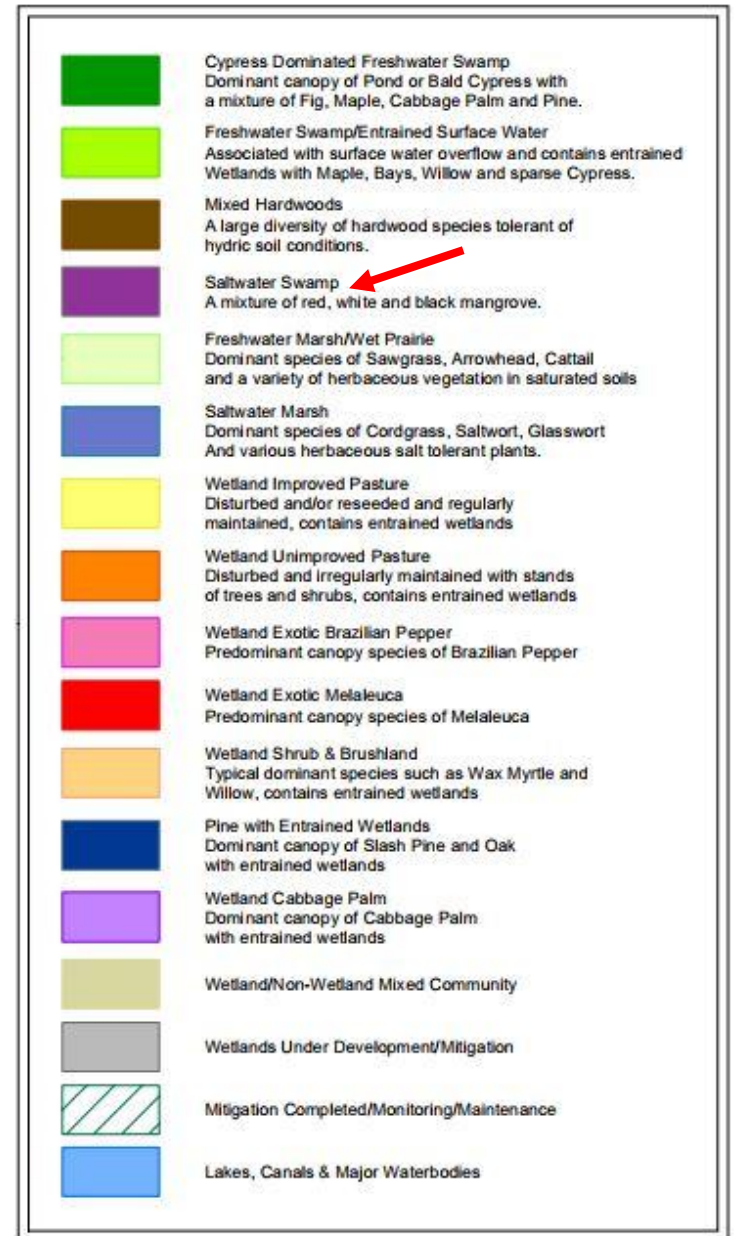 Cypress Dominated Freshwater Swamp
Dominant canopy of Pond or Bald Cypress with
a mixture of Fig, Maple, Cabbage Palm and Pine.
Freshwater Swamp/Entrained Surface Water
Associated with surface water overflow and contains entrained
Wetlands with Maple, Bays, Willow and sparse Cypress.
Mixed Hardwoods
A large diversity of hardwood species tolerant of
hydric soil conditions.
Saltwater Swamp
A mixture of red, white and black mangrove.
Freshwater Marsh/Wet Prairie
Dominant species of Sawgrass, Arrowhead, Cattail
and a variety of herbaceous vegetation in saturated soils
Saltwater Marsh
Dominant species of Cordgrass, Saltwort, Glasswort
And various herbaceous salt tolerant plants.
Wetland Improved Pasture
Disturbed and/or reseeded and regularly
maintained, contains entrained wetlands
Wetland Unimproved Pasture
Disturbed and irregularly maintained with stands
of trees and shrubs, contains entrained wetlands
Wetland Exotic Brazilian Pepper
Predominant canopy species of Brazilian Pepper
Wetland Exotic Melaleuca
Predominant canopy species of Melaleuca
Wetland Shrub & Brushland
Typical dominant species such as Wax Myrtle and
Willow, contains entrained wetlands
Pine with Entrained Wetlands
Dominant canopy of Slash Pine and Oak
with entrained wetlands
Wetland Cabbage Palm
Dominant canopy of Cabbage Palm
with entrained wetlands
Wetland/Non-Wetland Mixed Community
Wetlands Under Development/Mitigation
Mitigation Completed/Monitoring/Maintenance
Lakes, Canals & Major Waterbodies